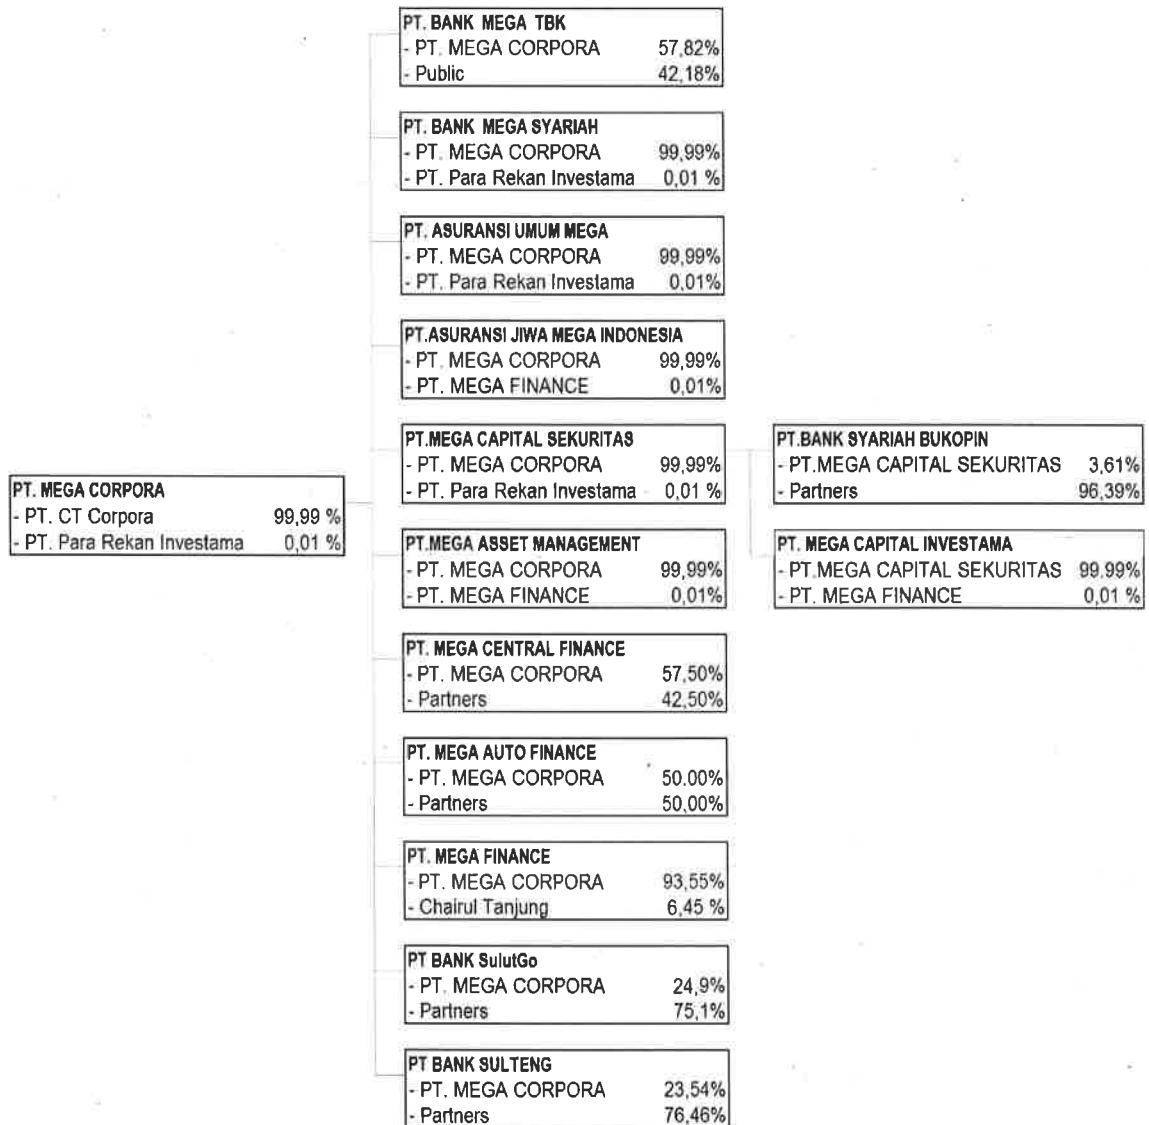 PT. BANK MEGA TBK
- PT. MEGA CORPORA 57,82%
- Public 42,18%
PT. BANK MEGA SYARIAH
- PT. MEGA CORPORA 99,99%
- PT. Para Rekan Investama 0,01 %
PT. ASURANSI UMUM MEGA
- PT. MEGA CORPORA 99,99%
- PT. Para Rekan Investama 0,01%
PT.ASURANSI JIWA MEGA INDONESIA
- PT. MEGA CORPORA 99,99%
- PT. MEGA FINANCE 0,01%
PT. MEGA CORPORA
- PT. CT Corpora 99,99 %
- PT. Para Rekan Investama 0,01 %
PT.MEGA CAPITAL SEKURITAS
- PT. MEGA CORPORA 99,99%
- PT. Para Rekan Investama 0,01 %
PT.BANK SYARIAH BUKOPIN
- PT.MEGA CAPITAL SEKURITAS 3,61%
- Partners 96,39%
PT.MEGA ASSET MANAGEMENT
- PT. MEGA CORPORA 99,99%
- PT. MEGA FINANCE 0,01%
PT. MEGA CAPITAL INVESTAMA
- PT.MEGA CAPITAL SEKURITAS 99.99%
- PT. MEGA FINANCE 0,01 %
PT. MEGA CENTRAL FINANCE
- PT. MEGA CORPORA 57,50%
- Partners 42,50%
PT. MEGA AUTO FINANCE
- PT. MEGA CORPORA 50.00%
- Partners 50,00%
PT. MEGA FINANCE
- PT. MEGA CORPORA 93,55%
- Chairul Tanjung 6,45 %
PT BANK SulutGo
- PT. MEGA CORPORA 24,9%
- Partners 75,1%
PT BANK SULTENG
- PT. MEGA CORPORA 23,54%
- Partners 76,46%